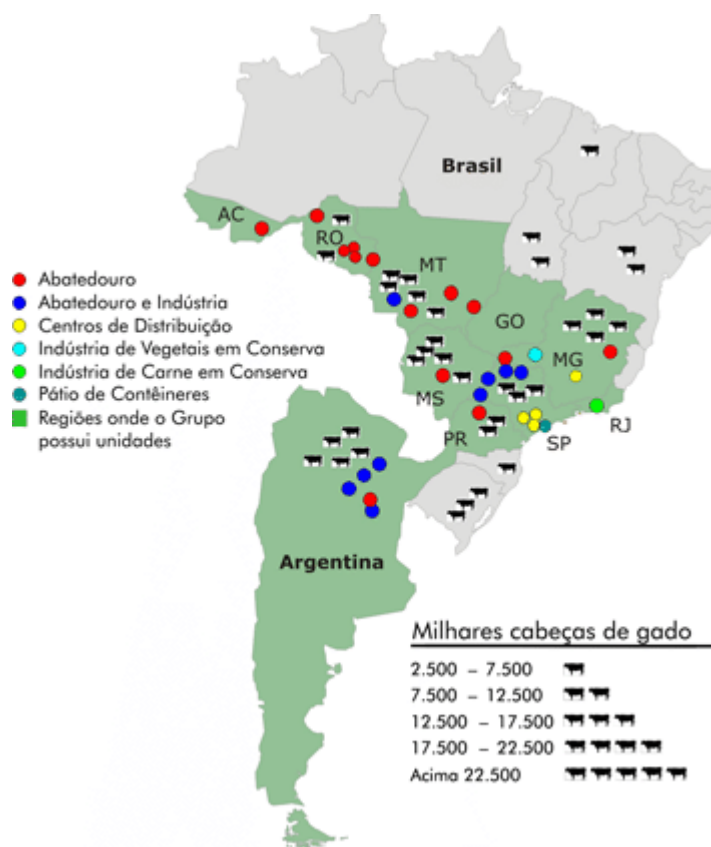 Brasil
AC
RO
MT
GO
MG
MS
PR
SP
RJ
Abatedouro
Abatedouro e Indústria
Centros de Distribuição
Indústria de Vegetais em Conserva
Indústria de Carne em Conserva
Pátio de Contêineres
Regiões onde o Grupo
possui unidades
Argentina
Milhares cabeças de gado
2.500 – 7.500
7.500 – 12.500
12.500 – 17.500
17.500 – 22.500
Acima 22.500